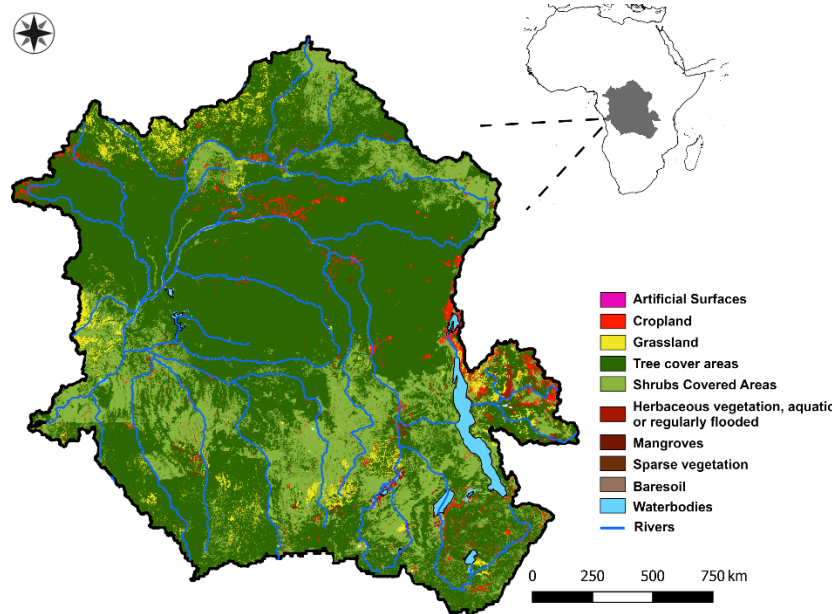 Artificial Surfaces
Cropland
Grassland
Tree cover areas
Shrubs Covered Areas
Herbaceous vegetation, aquatic
or regularly flooded
Mangroves
Sparse vegetation
Baresoil
Waterbodies
Rivers
0 250 500 750 km